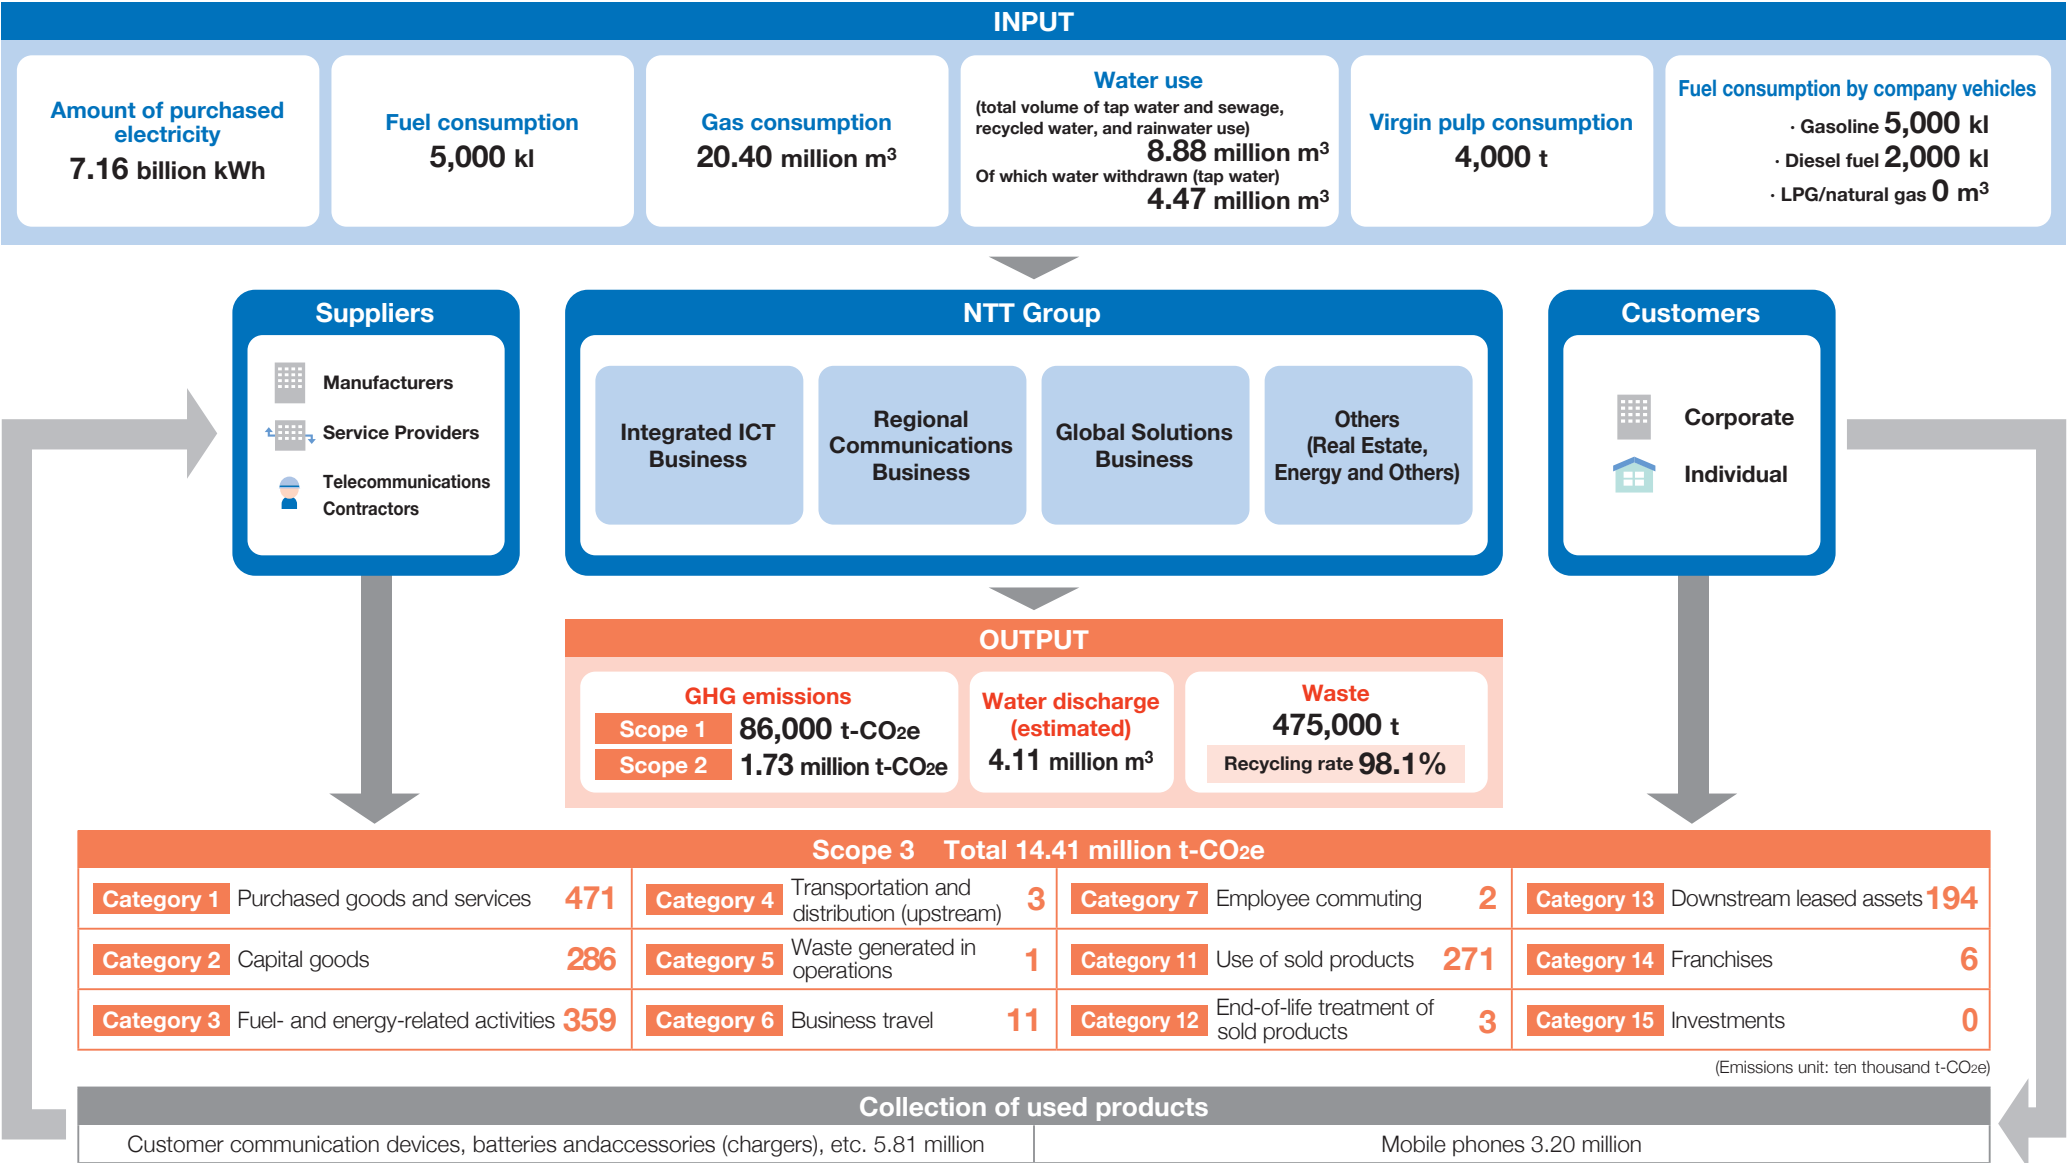 INPUT
Amount of purchased
electricity
7.16 billion kWh
Fuel consumption
5,000 kl
Gas consumption
20.40 million m³
Water use
(total volume of tap water and sewage,
recycled water, and rainwater use)
8.88 million m³
Of which water withdrawn (tap water)
4.47 million m³
Virgin pulp consumption
4,000 t
Fuel consumption by company vehicles
· Gasoline 5,000 kl
· Diesel fuel 2,000 kl
· LPG/natural gas 0 m³
Suppliers
Manufacturers
Service Providers
Telecommunications
Contractors
NTT Group
Integrated ICT
Business
Regional
Communications
Business
Global Solutions
Business
Others
(Real Estate,
Energy and Others)
Customers
Corporate
Individual
OUTPUT
GHG emissions
Scope 1 86,000 t-CO2e
Scope 2 1.73 million t-CO2e
Water discharge
(estimated)
4.11 million m³
Waste
475,000 t
Recycling rate 98.1%
Scope 3 Total 14.41 million t-CO2e
Category 1 Purchased goods and services 471
Category 2 Capital goods 286
Category 3 Fuel- and energy-related activities 359
Category 4 Transportation and
distribution (upstream) 3
Category 5 Waste generated in
operations 1
Category 6 Business travel 11
Category 7 Employee commuting 2
Category 11 Use of sold products 271
Category 12 End-of-life treatment of
sold products 3
Category 13 Downstream leased assets 194
Category 14 Franchises 6
Category 15 Investments 0
(Emissions unit: ten thousand t-CO2e)
Collection of used products
Customer communication devices, batteries andaccessories (chargers), etc. 5.81 million
Mobile phones 3.20 million